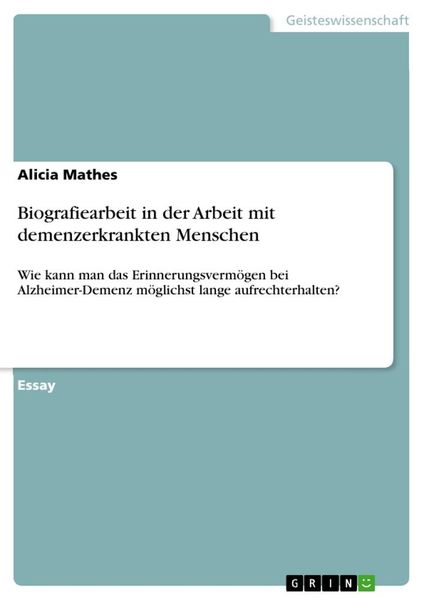 Geisteswissenschaft
Alicia Mathes
Biografiearbeit in der Arbeit mit
demenzerkrankten Menschen
Wie kann man das Erinnerungsvermögen bei
Alzheimer-Demenz möglichst lange aufrechterhalten?
Essay
GRIN